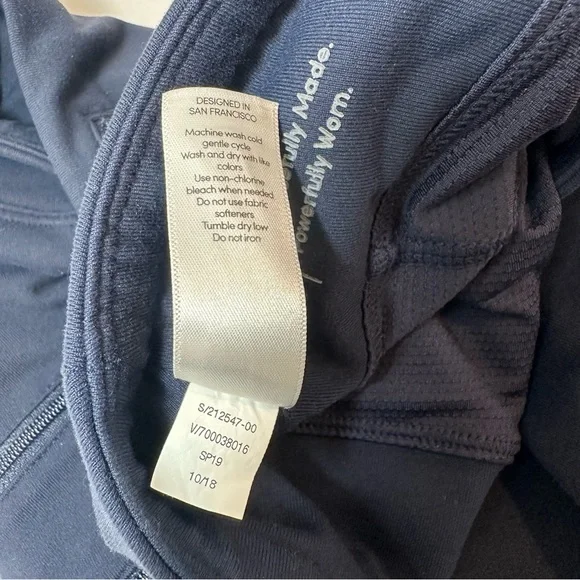 DESIGNED IN
SAN FRANCISCO
Machine wash cold
gentle cycle
Wash and dry with like
colors
Use non-chlorine
bleach when needed
Do not use fabric
softeners
Tumble dry low
Do not iron
S/212547-00
V/700038016
SP19
10/18
Made.
Powerfully Worn.